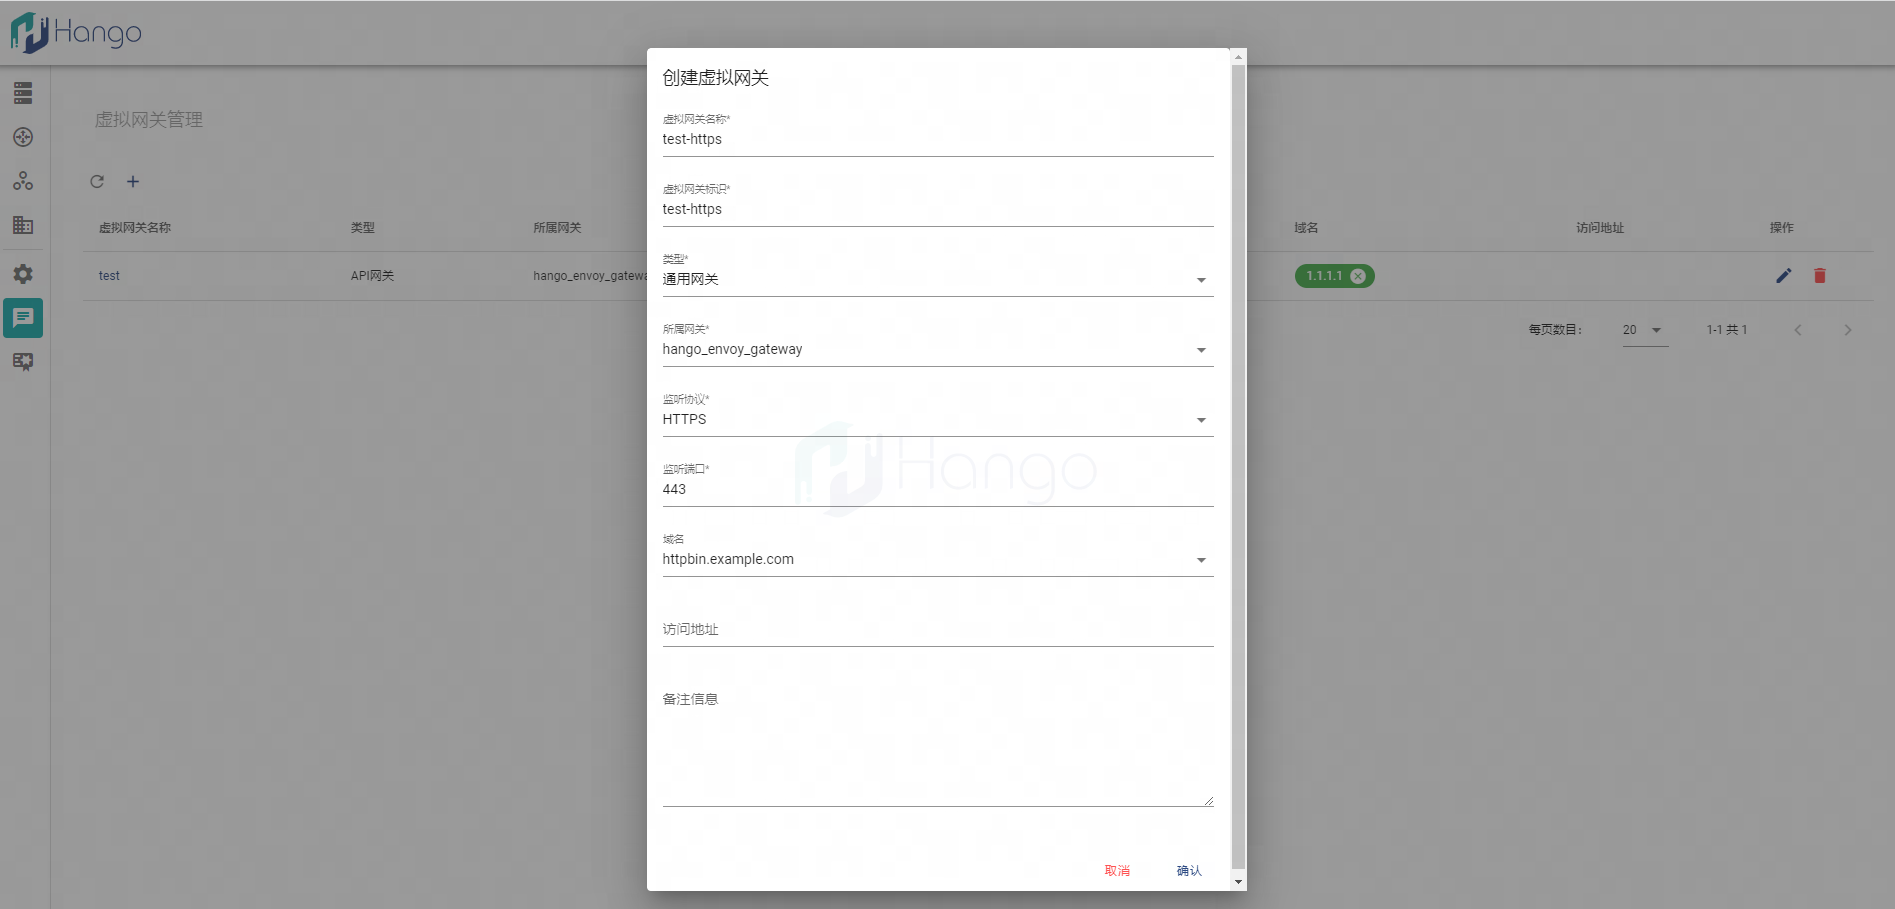 Hango
虚拟网关管理
虚拟网关名称 类型 所属网关 域名 访问地址 操作
test API网关 hango_envoy_gatewa 1.1.1.1
每页数目: 20 1-1 共 1
创建虚拟网关
虚拟网关名称*
test-https
虚拟网关标识*
test-https
类型*
通用网关
所属网关*
hango_envoy_gateway
监听协议*
HTTPS
监听端口*
443
Hango
域名
httpbin.example.com
访问地址
备注信息
取消 确认